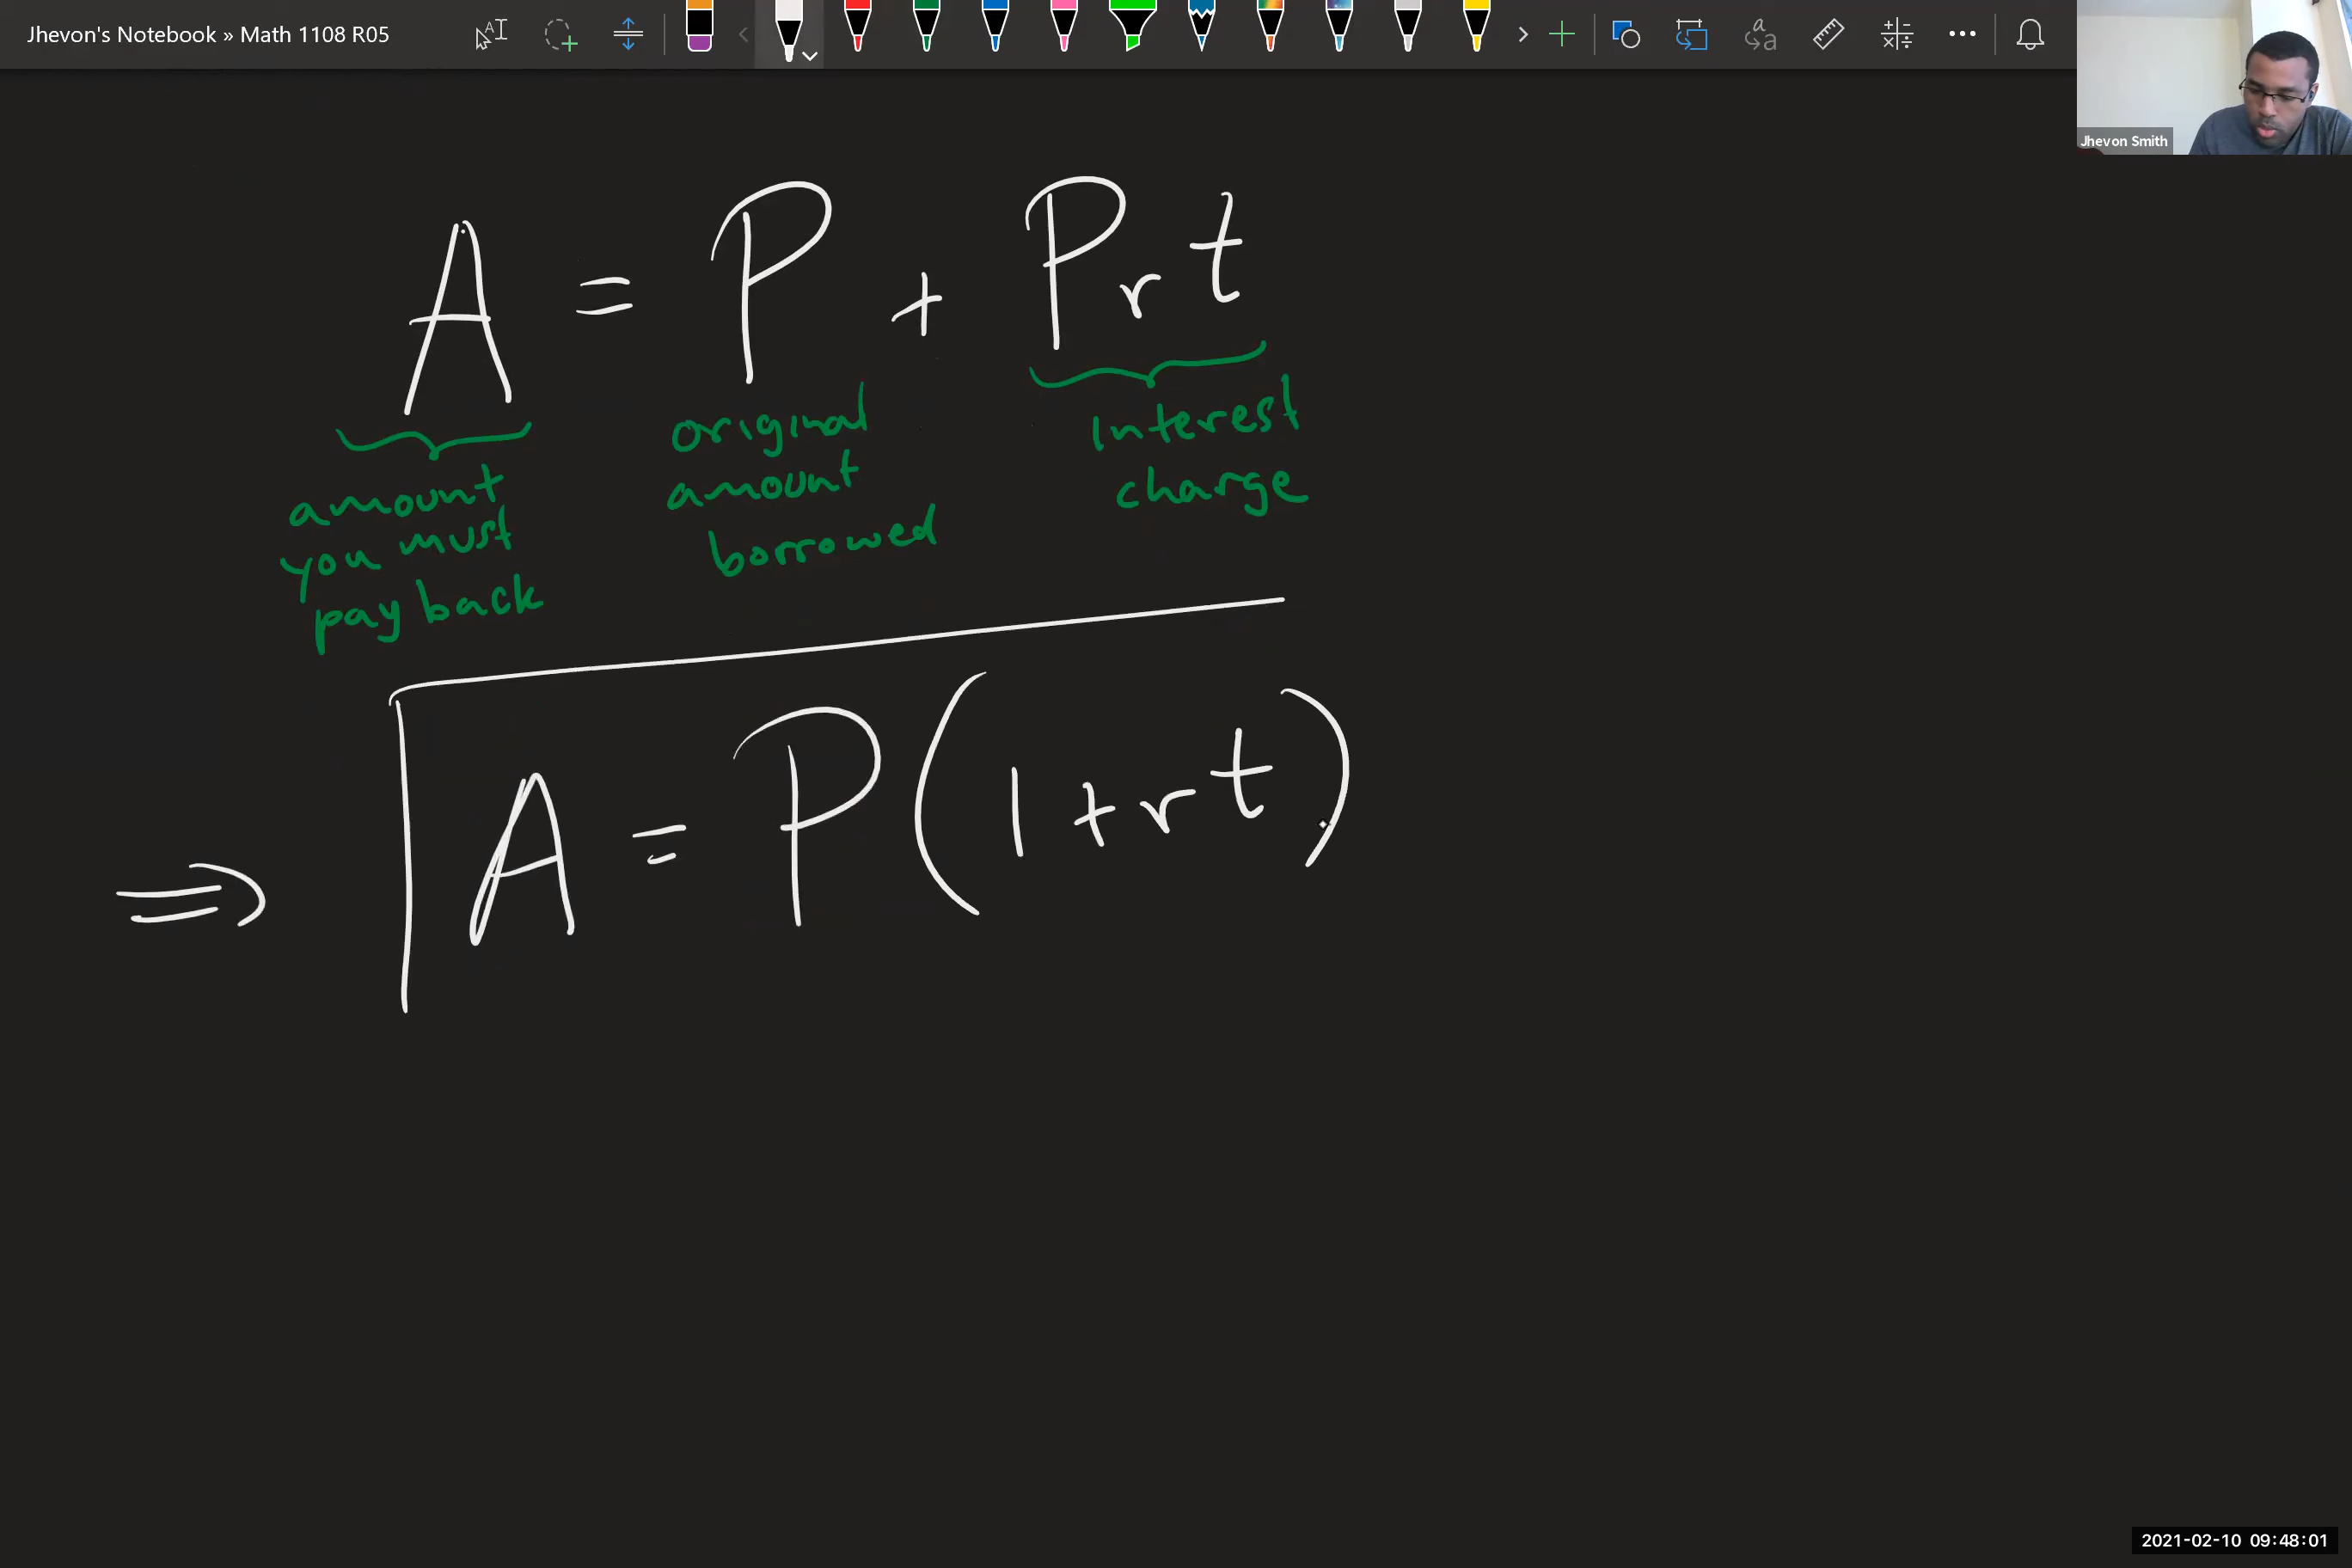 Jhevon's Notebook » Math 1108 R05
Jhevon Smith
A = P + Prt
amount
you must
pay back
original
amount
borrowed
interest
charge
⇒ A = P(1+rt)
2021-02-10 09:48:01